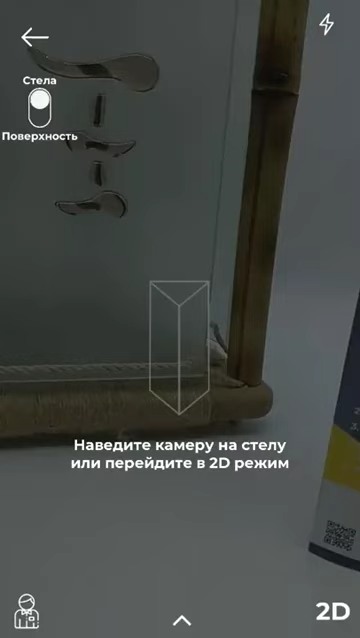 Стела
Поверхность
Наведите камеру на стелу
или перейдите в 2D режим
2D